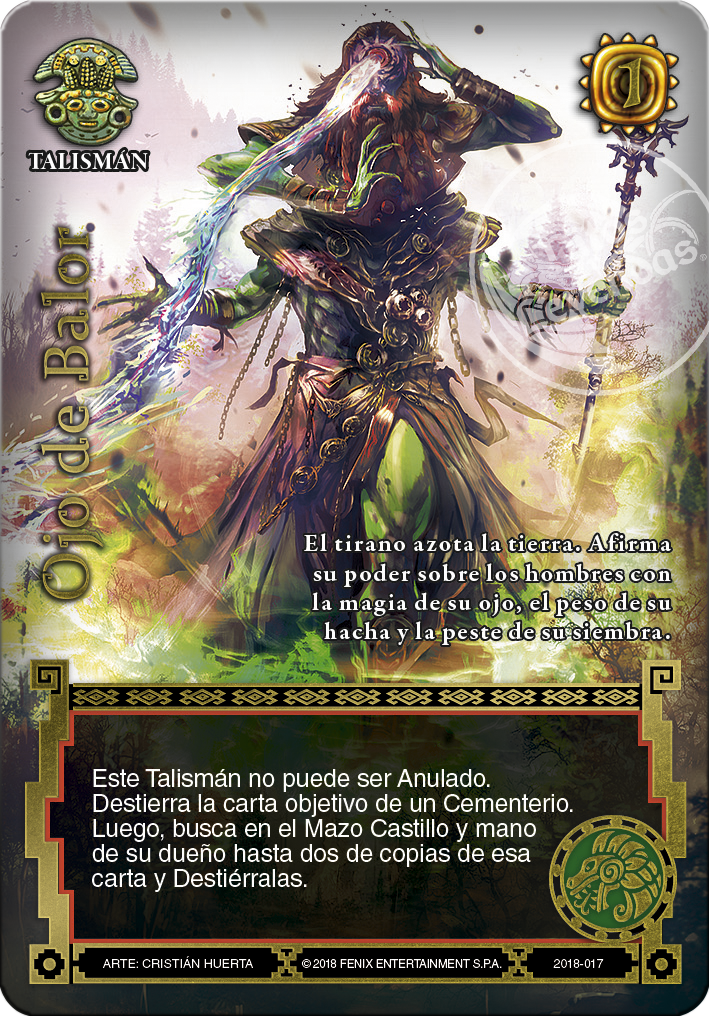 TALISMÁN
1
Ojo de Balor
El tirano azota la tierra. Afirma
su poder sobre los hombres con
la magia de su ojo, el peso de su
hacha y la peste de su siembra.
Este Talismán no puede ser Anulado.
Destierra la carta objetivo de un Cementerio.
Luego, busca en el Mazo Castillo y mano
de su dueño hasta dos de copias de esa
carta y Destiérralas.
ARTE: CRISTIÁN HUERTA
©2018 FENIX ENTERTAINMENT S.P.A.
2018-017